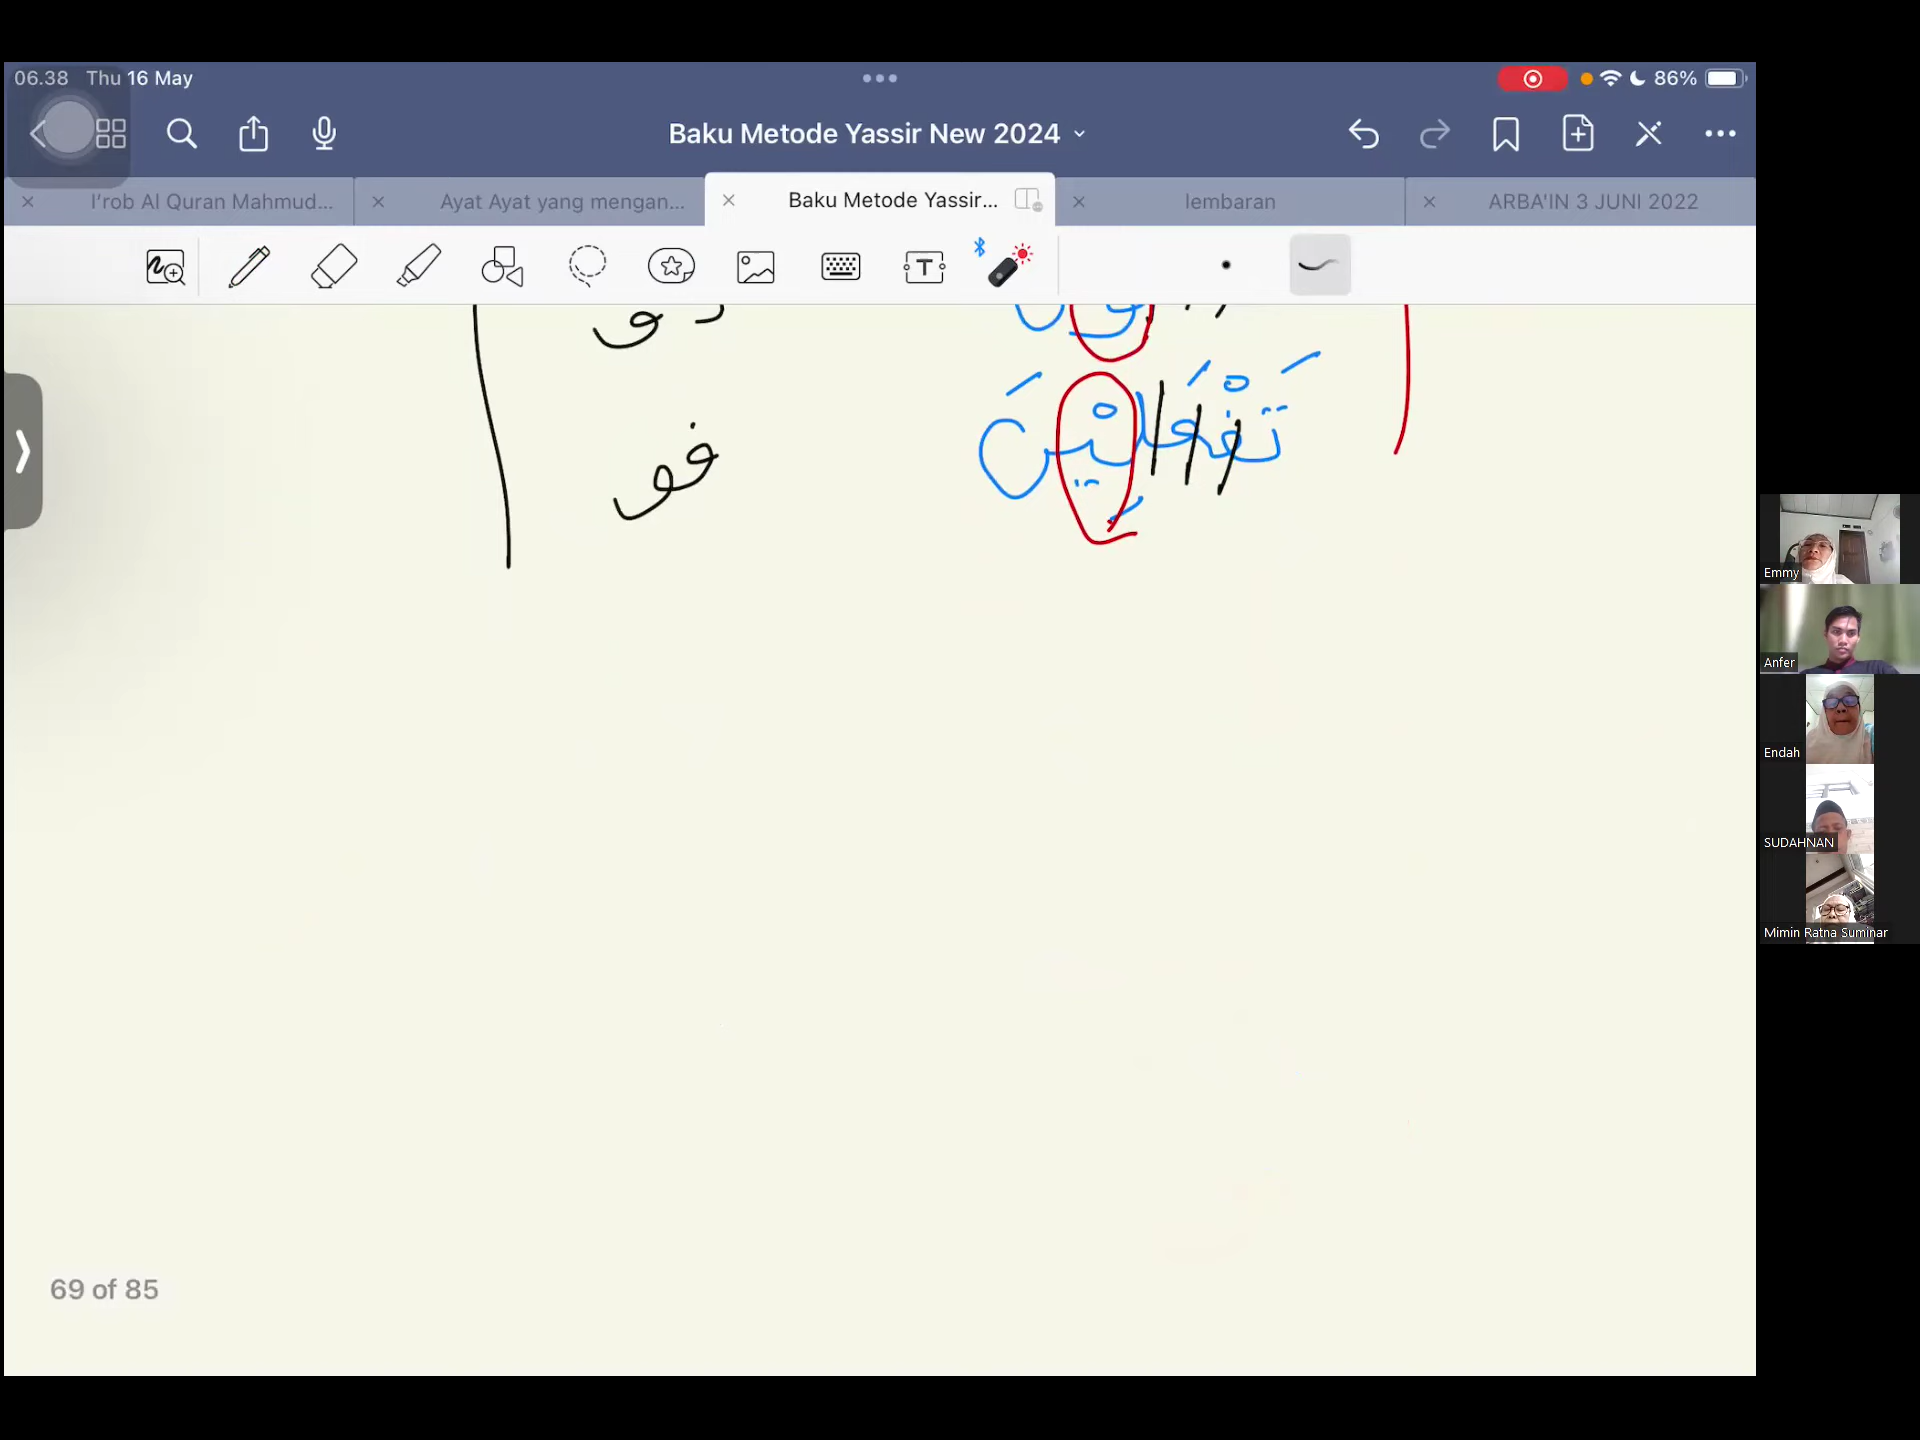 06.38 Thu 16 May
86%
Baku Metode Yassir New 2024
I'rob Al Quran Mahmud...
Ayat Ayat yang mengan...
Baku Metode Yassir...
lembaran
ARBA'IN 3 JUNI 2022
T
تَفْعَلِيْنَ
Emmy
Anfer
Endah
SUDAHNAN
Mimin Ratna Suminar
69 of 85